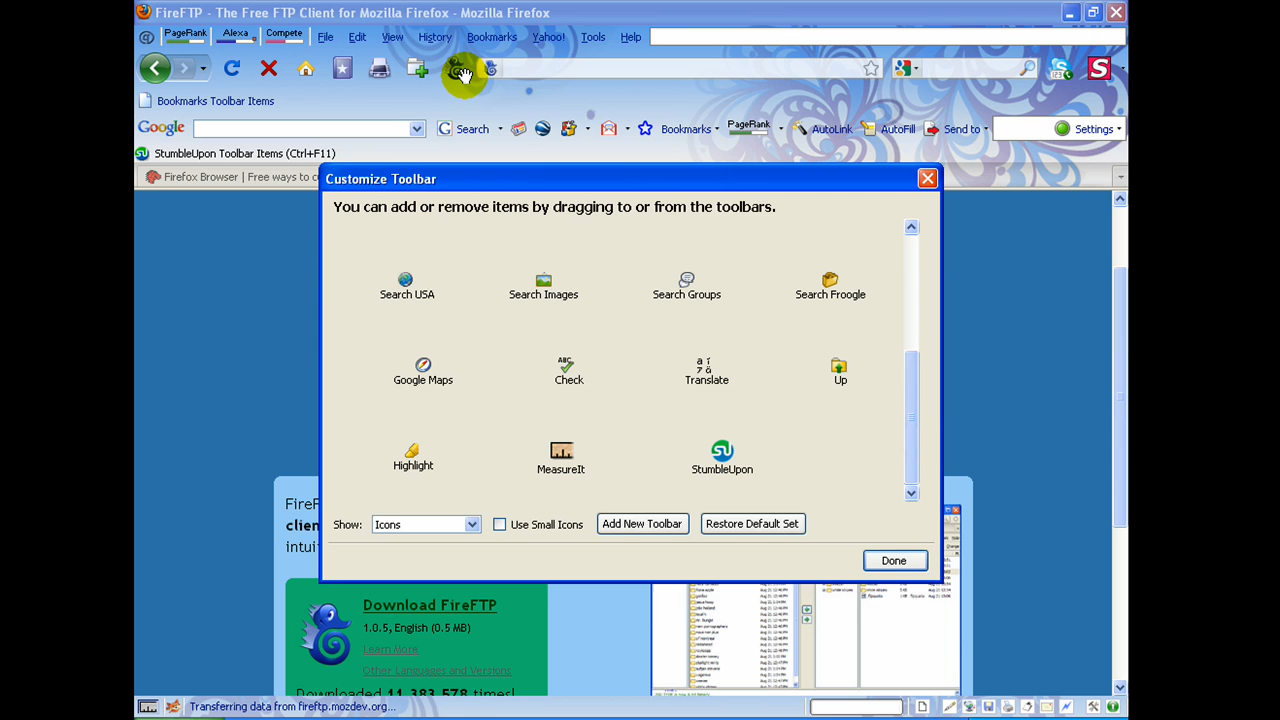 FireFTP - The Free FTP Client for Mozilla Firefox - Mozilla Firefox
PageRank Alexa Compete File Edit View History Bookmarks Yahoo! Tools Help
Bookmarks Toolbar Items
Google Search Bookmarks PageRank AutoLink AutoFill Send to Settings
StumbleUpon Toolbar Items (Ctrl+F11)
Firefox Browser | Free ways to cu
Customize Toolbar
You can add or remove items by dragging to or from the toolbars.
Search USA Search Images Search Groups Search Froogle
Google Maps Check Translate Up
Highlight MeasureIt StumbleUpon
Show: Icons Use Small Icons Add New Toolbar Restore Default Set
Done
FireF
clien
intui
Download FireFTP
1.0.5, English (0.5 MB)
Learn More
Other Languages and Versions
Downloaded 11,383,578 times!
Transferring data from fireftp.mozdev.org...